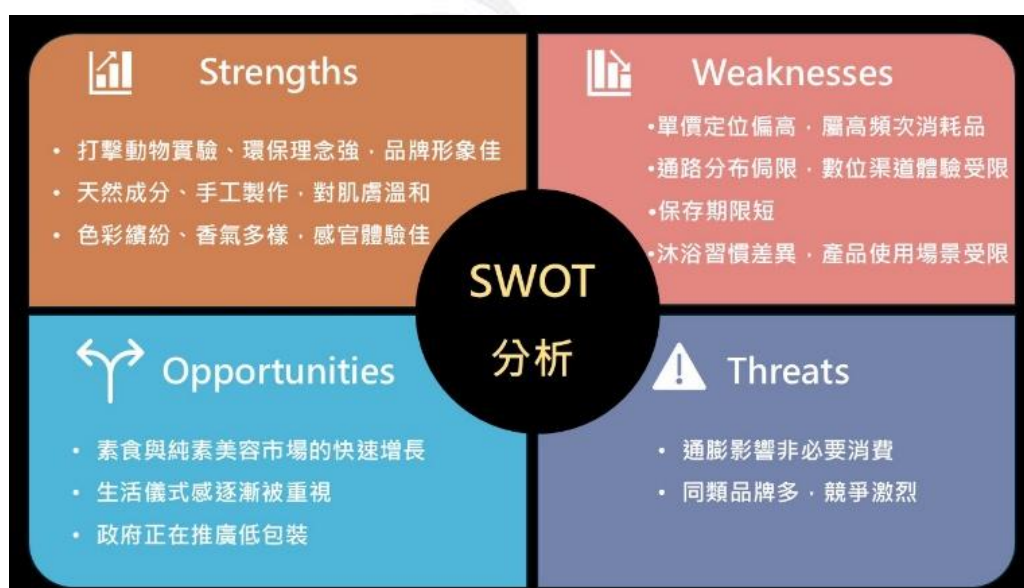 Strengths
• 打擊動物實驗、環保理念強，品牌形象佳
• 天然成分、手工製作，對肌膚溫和
• 色彩繽紛、香氣多樣，感官體驗佳
Weaknesses
•單價定位偏高，屬高頻次消耗品
•通路分布侷限，數位渠道體驗受限
•保存期限短
•沐浴習慣差異，產品使用場景受限
SWOT
分析
Opportunities
• 素食與純素美容市場的快速增長
• 生活儀式感逐漸被重視
• 政府正在推廣低包裝
Threats
• 通膨影響非必要消費
• 同類品牌多，競爭激烈